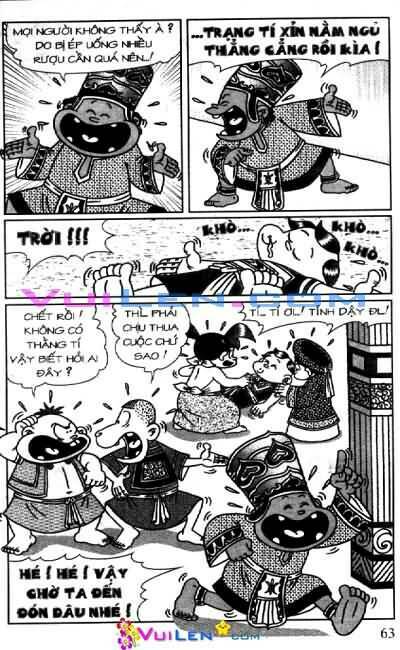 MỌI NGƯỜI KHÔNG THẤY À ?
DO BỊ ÉP UỐNG NHIỀU
RƯỢU CẦN QUÁ NÊN..!
...TRẠNG TÍ XỈN NẰM NGỦ
THẲNG CẲNG RỒI KÌA !
TRỜI !!!
KHÒ...
KHÒ...
KHÒ...
VUILEN.COM
CHẾT RỒI !
KHÔNG CÓ
THẰNG TÍ
VẬY BIẾT HỎI AI
ĐÂY ?
THÌ.. PHẢI
CHỊU THUA
CUỘC CHỨ
SAO !
TÍ... TÍ ƠI..! TỈNH DẬY ĐI..!
HÉ ! HÉ ! VẬY
CHỜ TA ĐẾN
ĐÓN DÂU NHÉ !
63
VUILEN.COM